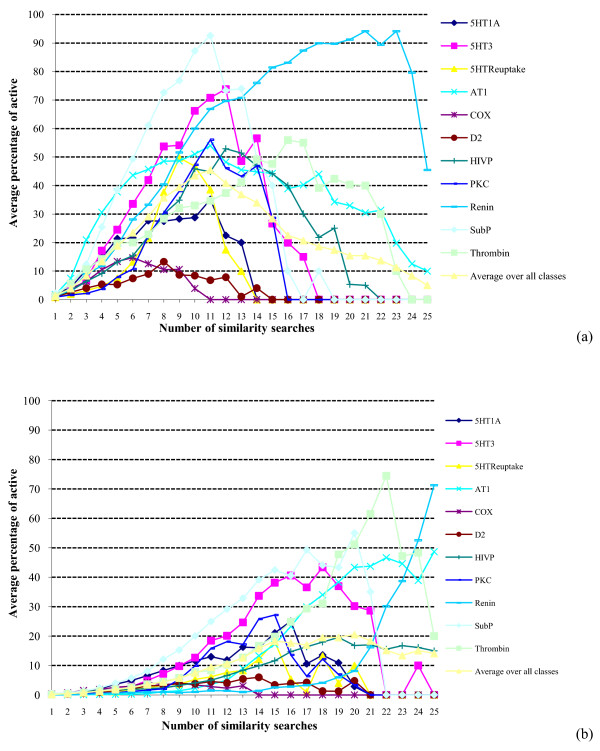 100
90
80
70
60
50
40
30
20
10
0
Average percentage of active
1 2 3 4 5 6 7 8 9 10 11 12 13 14 15 16 17 18 19 20 21 22 23 24 25
Number of similarity searches
5HT1A
5HT3
5HTReuptake
AT1
COX
D2
HIVP
PKC
Renin
SubP
Thrombin
Average over all classes
(a)
100
90
80
70
60
50
40
30
20
10
0
Average percentage of active
1 2 3 4 5 6 7 8 9 10 11 12 13 14 15 16 17 18 19 20 21 22 23 24 25
Number of similarity searches
5HT1A
5HT3
5HTReuptake
AT1
COX
D2
HIVP
PKC
Renin
SubP
Thrombin
Average over all classes
(b)